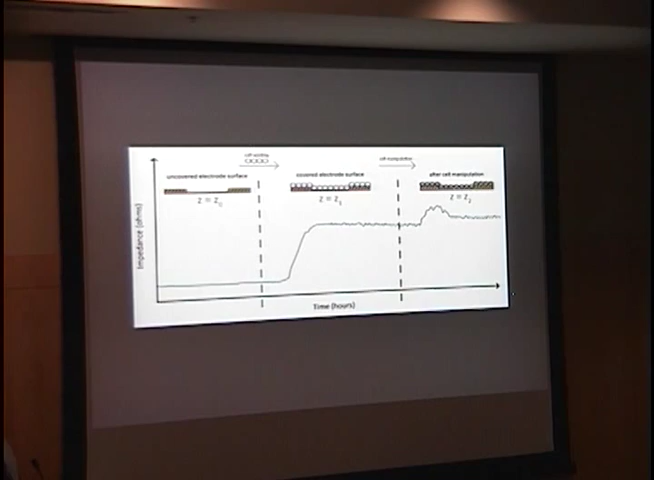 cell seeding
cell manipulation
uncovered electrode surface
covered electrode surface
after cell manipulation
Z = Z₀
Z = Z₁
Z = Z₂
Impedance (ohms)
Time (hours)